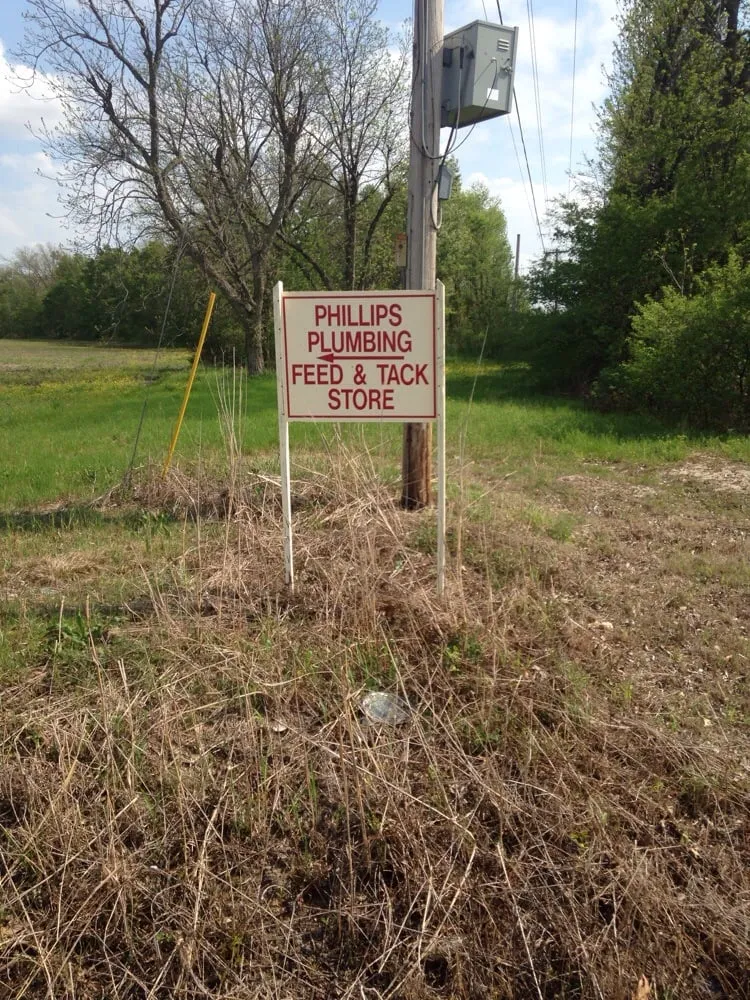 PHILLIPS
PLUMBING
FEED & TACK
STORE